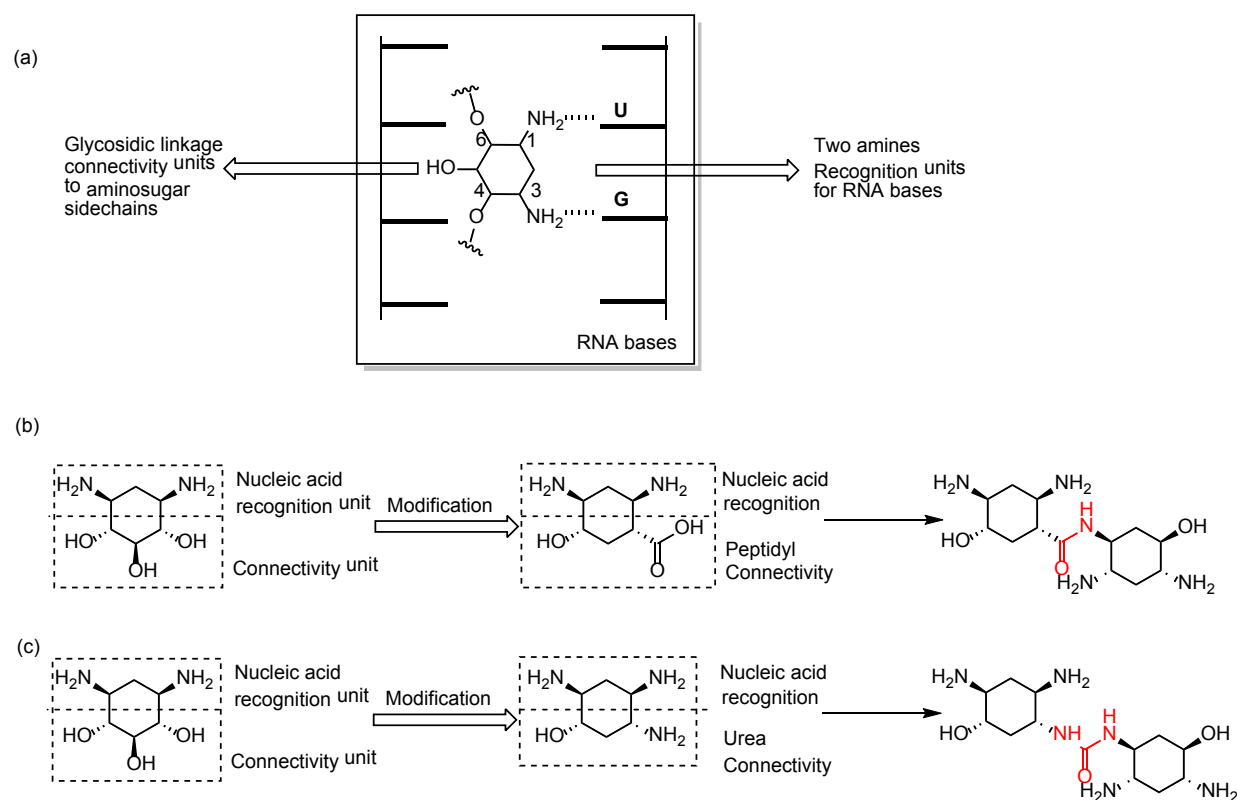 (a)
Glycosidic linkage
connectivity units
to aminosugar
sidechains
O
6
1
NH2
U
HO
4
3
G
O
NH2
RNA bases
Two amines
Recognition units
for RNA bases
(b)
H2N
NH2
HO
OH
OH
Nucleic acid
recognition unit
Connectivity unit
Modification
H2N
NH2
HO
OH
O
Nucleic acid
recognition
Peptidyl
Connectivity
H2N
NH2
HO
H
N
O
OH
H2N
NH2
(c)
H2N
NH2
HO
OH
OH
Nucleic acid
recognition unit
Connectivity unit
Modification
H2N
NH2
HO
NH2
Nucleic acid
recognition
Urea
Connectivity
H2N
NH2
HO
NH
H
N
O
OH
H2N
NH2